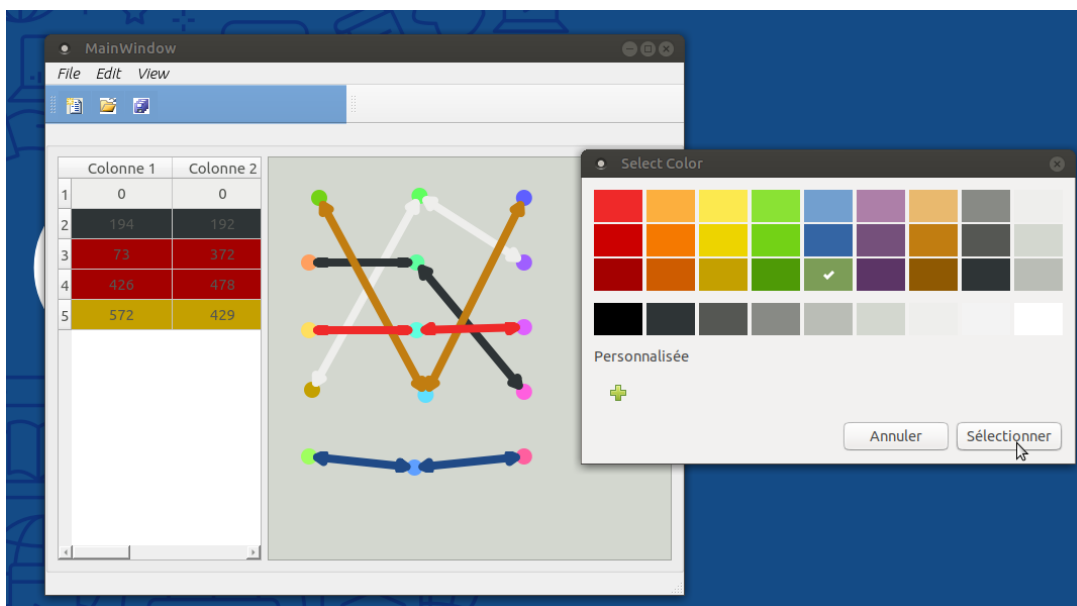 MainWindow
File Edit View
Colonne 1 Colonne 2
1 0 0
2 194 192
3 73 372
4 426 478
5 572 429
Select Color
Personnalisée
Annuler Sélectionner